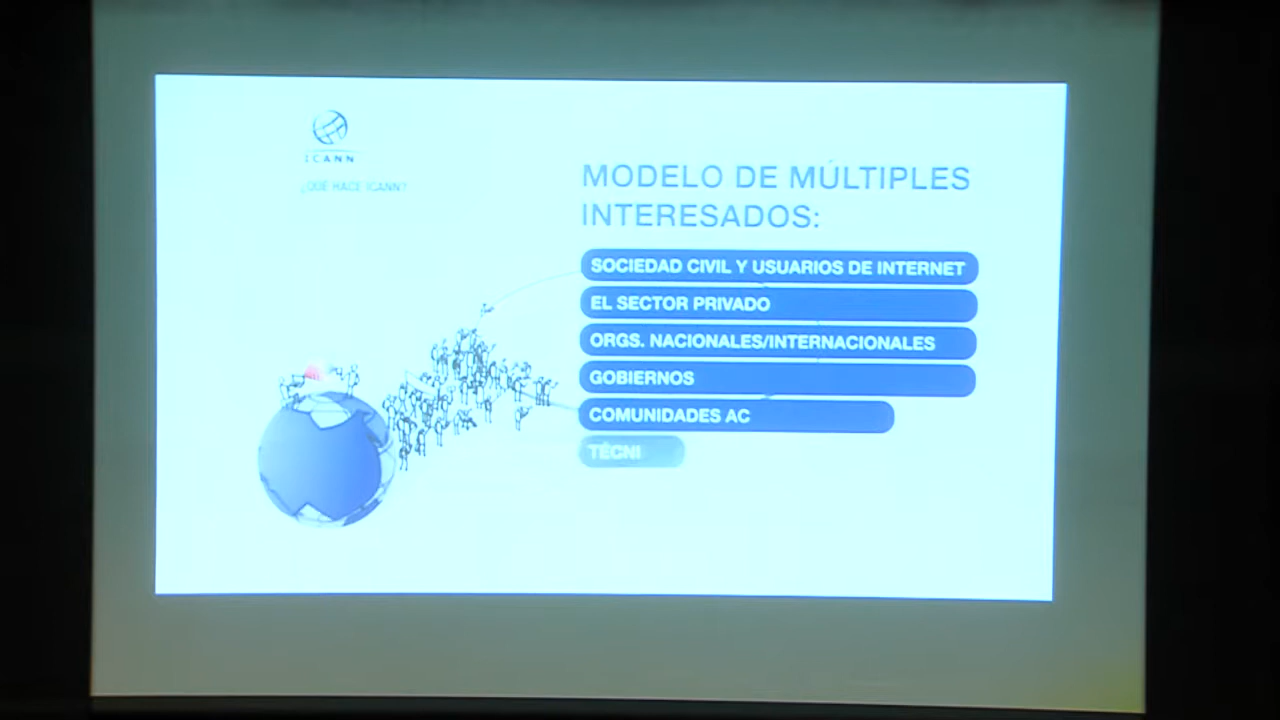 ICANN
¿QUÉ HACE ICANN?
MODELO DE MÚLTIPLES
INTERESADOS:
SOCIEDAD CIVIL Y USUARIOS DE INTERNET
EL SECTOR PRIVADO
ORGS. NACIONALES/INTERNACIONALES
GOBIERNOS
COMUNIDADES AC
TÉCNI